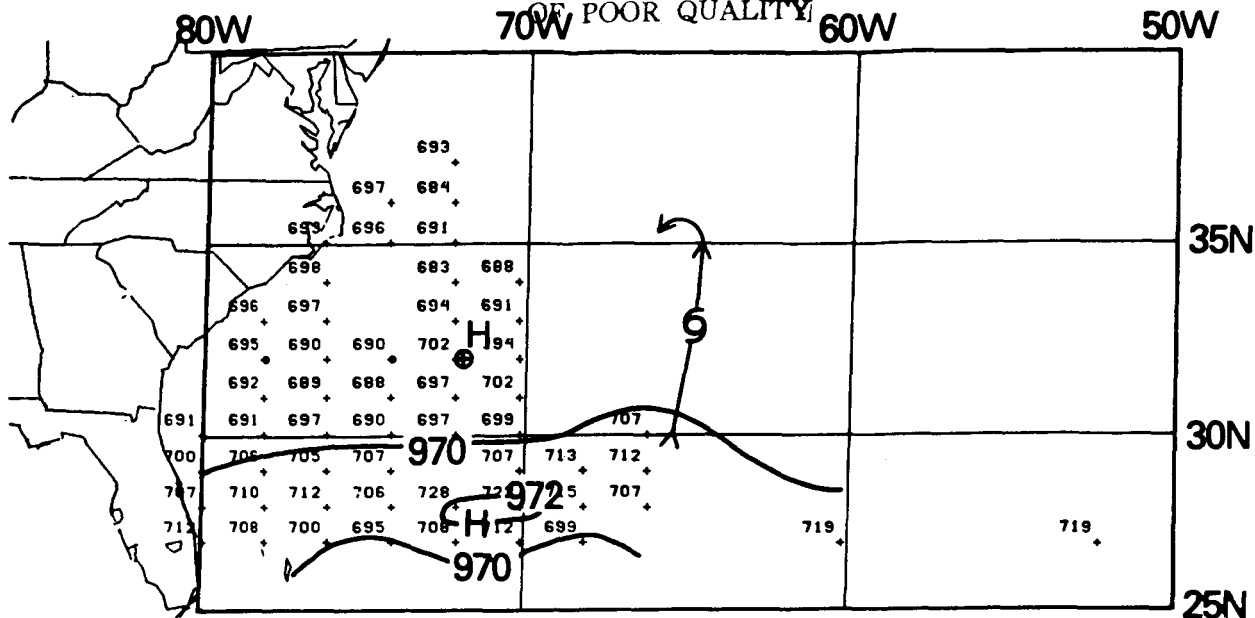 OF POOR QUALITY
80W 70W 60W 50W
693
697 684
696 691
35N
698 683 688
696 697 694 691
H
695 690 690 702
692 689 688 697 702
691 691 697 690 697 699 707
30N
970
700 705 707 707 713 712
972
710 712 706 728 707
H
712 708 700 695 699 719 719
970
25N